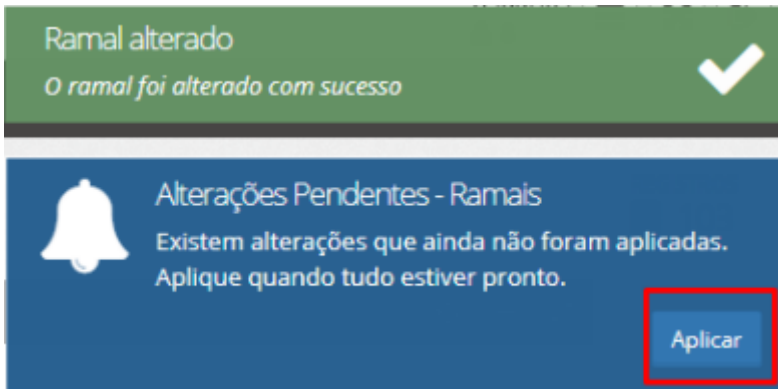 Ramal alterado
O ramal foi alterado com sucesso
Alterações Pendentes - Ramais
Existem alterações que ainda não foram aplicadas.
Aplique quando tudo estiver pronto.
Aplicar